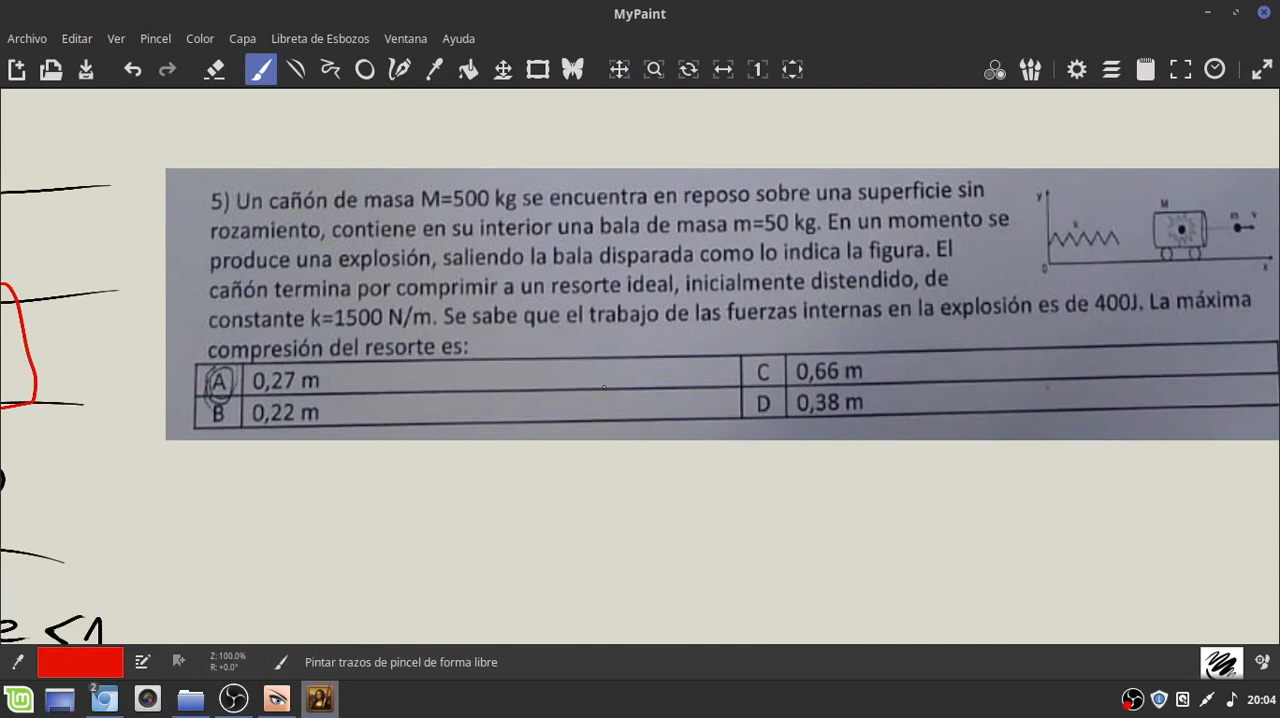 MyPaint
Archivo Editar Ver Pincel Color Capa Libreta de Esbozos Ventana Ayuda
5) Un cañón de masa M=500 kg se encuentra en reposo sobre una superficie sin
rozamiento, contiene en su interior una bala de masa m=50 kg. En un momento se
produce una explosión, saliendo la bala disparada como lo indica la figura. El
cañón termina por comprimir a un resorte ideal, inicialmente distendido, de
constante k=1500 N/m. Se sabe que el trabajo de las fuerzas internas en la explosión es de 400J. La máxima
compresión del resorte es:
A 0,27 m C 0,66 m
B 0,22 m D 0,38 m
y M m v
0 x
e <1
Z: 100.0%
R: +0.0°
Pintar trazos de pincel de forma libre
2
20:04